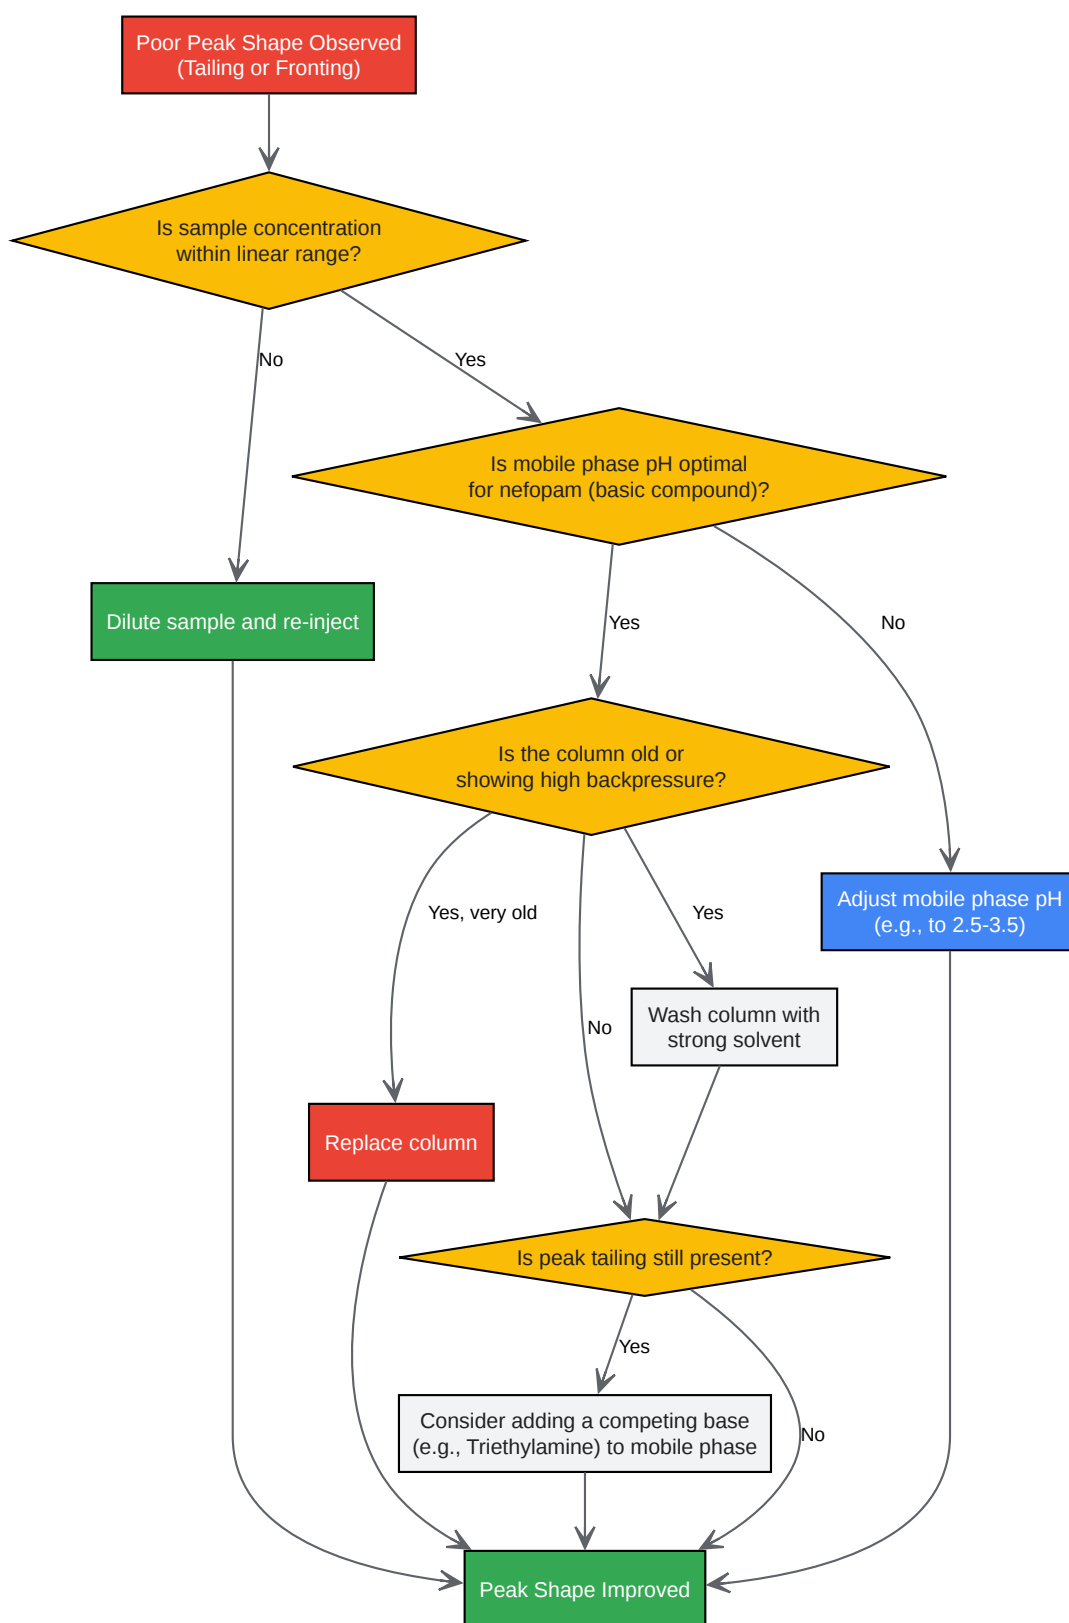 Poor Peak Shape Observed
(Tailing or Fronting)
Is sample concentration
within linear range?
No
Yes
Is mobile phase pH optimal
for nefopam (basic compound)?
Dilute sample and re-inject
Yes
No
Is the column old or
showing high backpressure?
Adjust mobile phase pH
(e.g., to 2.5-3.5)
Yes, very old
Yes
No
Wash column with
strong solvent
Replace column
Is peak tailing still present?
Yes
Consider adding a competing base
(e.g., Triethylamine) to mobile phase
No
Peak Shape Improved